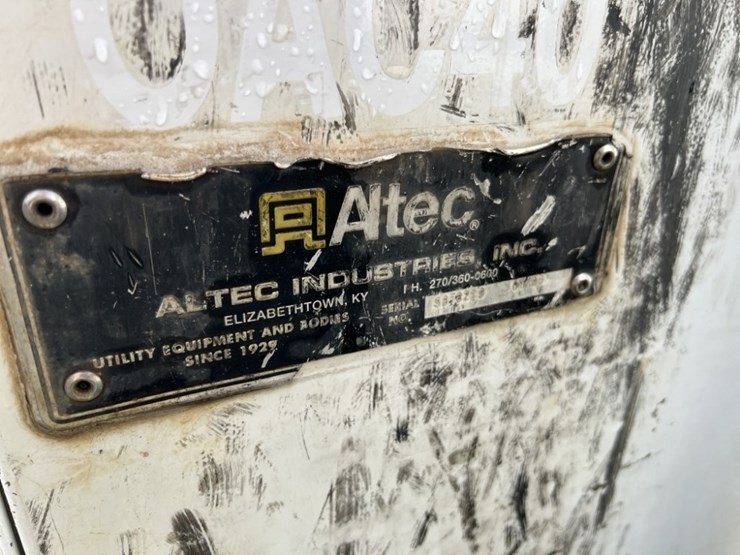 Altec
ALTEC INDUSTRIES, INC.
ELIZABETHTOWN, KY PH. 270/360-0600
UTILITY EQUIPMENT AND BODIES SERIAL
SINCE 1929 NO.